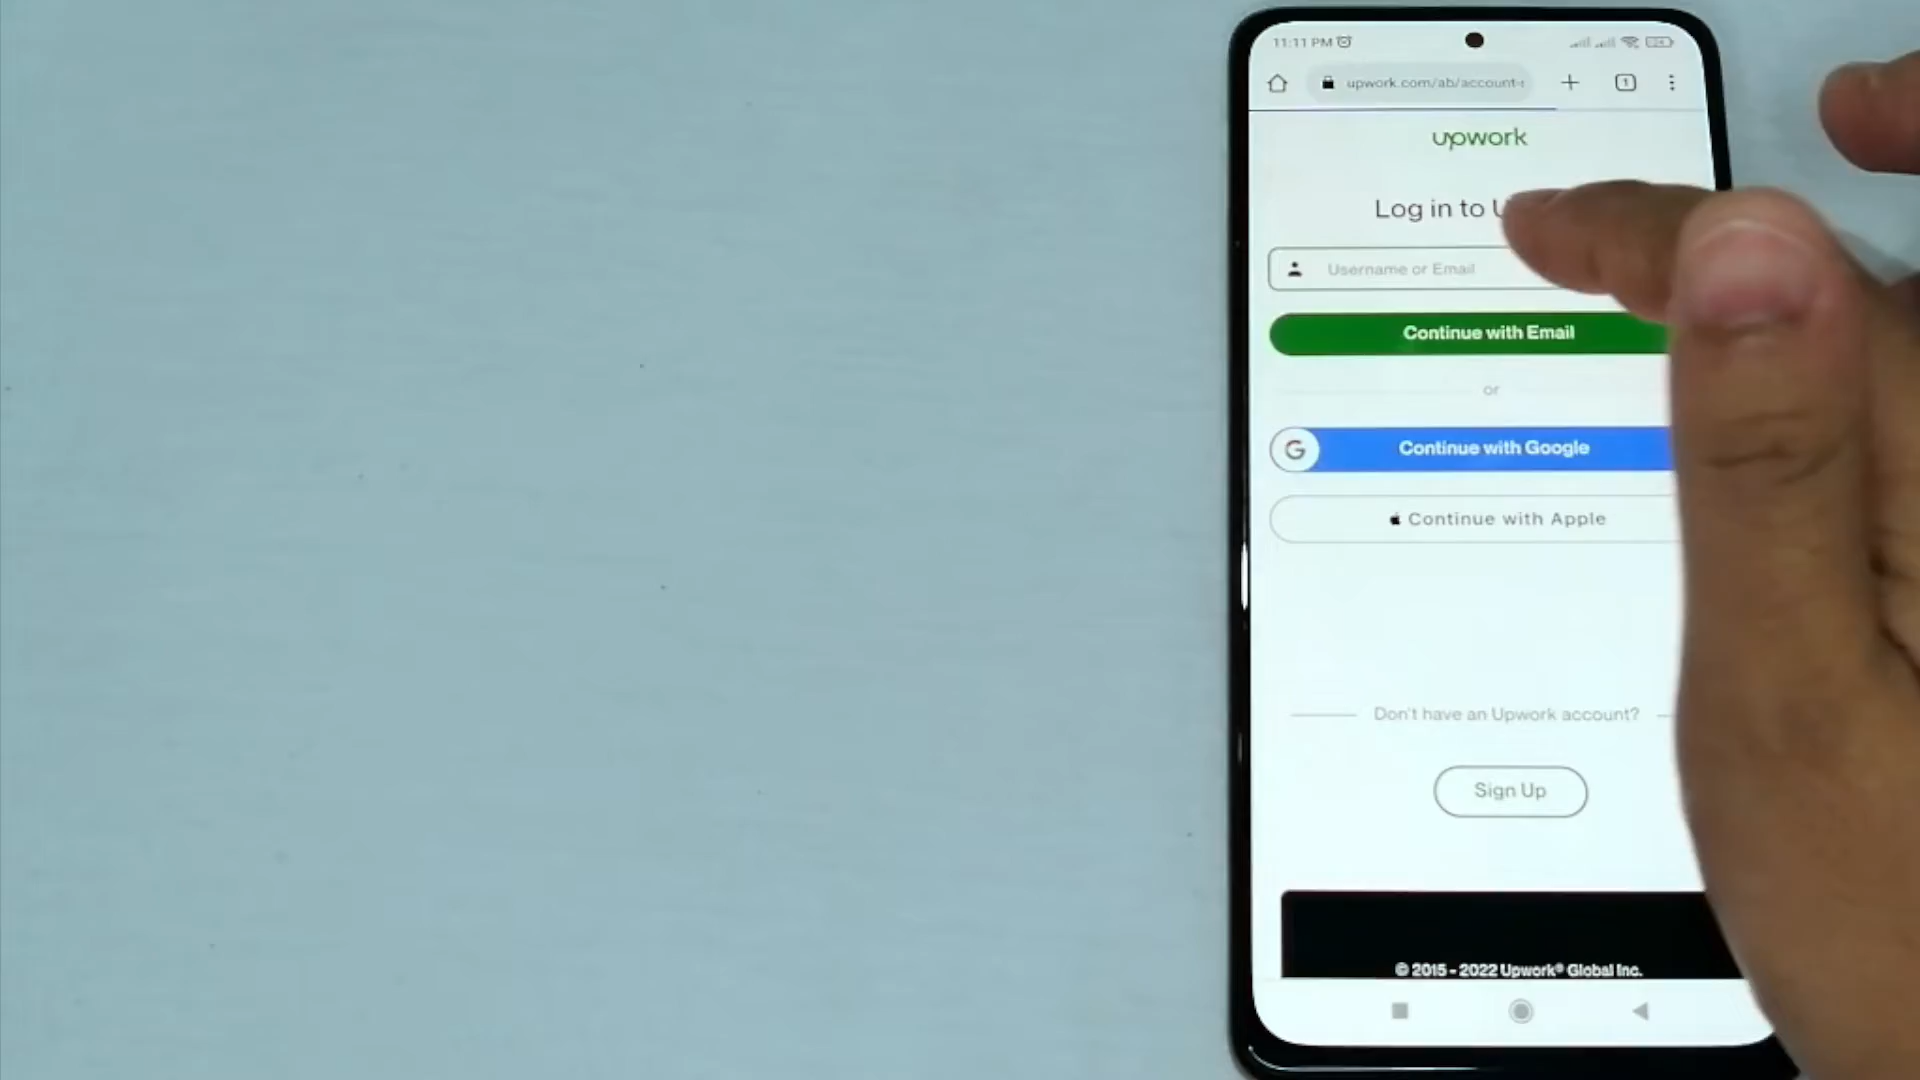 11:11 PM
upwork.com/ab/account-
1
upwork
Log in to
Username or Email
Continue with Email
or
G Continue with Google
Continue with Apple
Don't have an Upwork account?
Sign Up
© 2015 - 2022 Upwork® Global Inc.